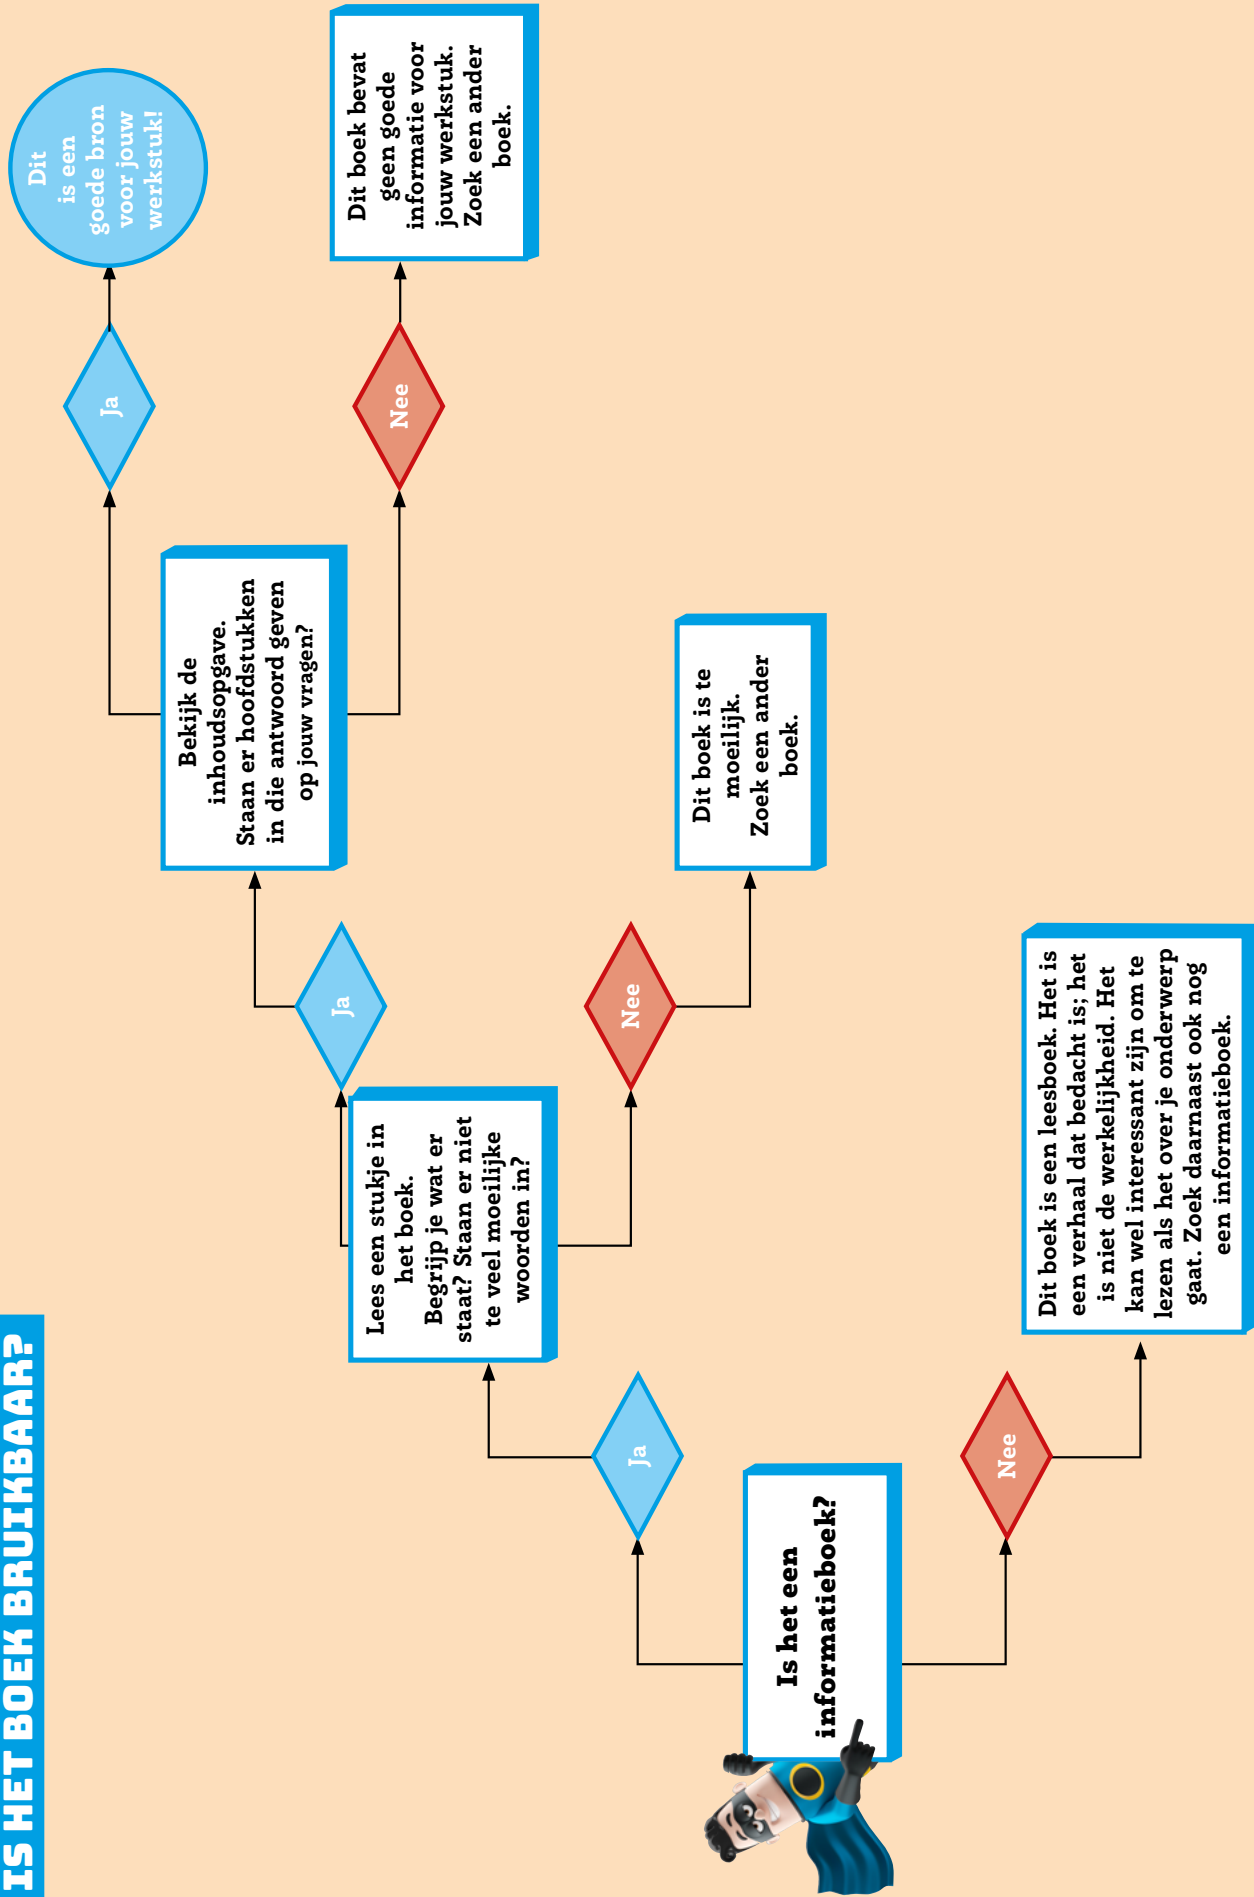 IS HET BOEK BRUIKBAAR?
Is het een
informatieboek?
Ja
Nee
Lees een stukje in
het boek.
Begrijp je wat er
staat? Staan er niet
te veel moeilijke
woorden in?
Dit boek is een leesboek. Het is
een verhaal dat bedacht is; het
is niet de werkelijkheid. Het
kan wel interessant zijn om te
lezen als het over je onderwerp
gaat. Zoek daarnaast ook nog
een informatieboek.
Ja
Nee
Bekijk de
inhoudsopgave.
Staan er hoofdstukken
in die antwoord geven
op jouw vragen?
Dit boek is te
moeilijk.
Zoek een ander
boek.
Ja
Nee
Dit
is een
goede bron
voor jouw
werkstuk!
Dit boek bevat
geen goede
informatie voor
jouw werkstuk.
Zoek een ander
boek.